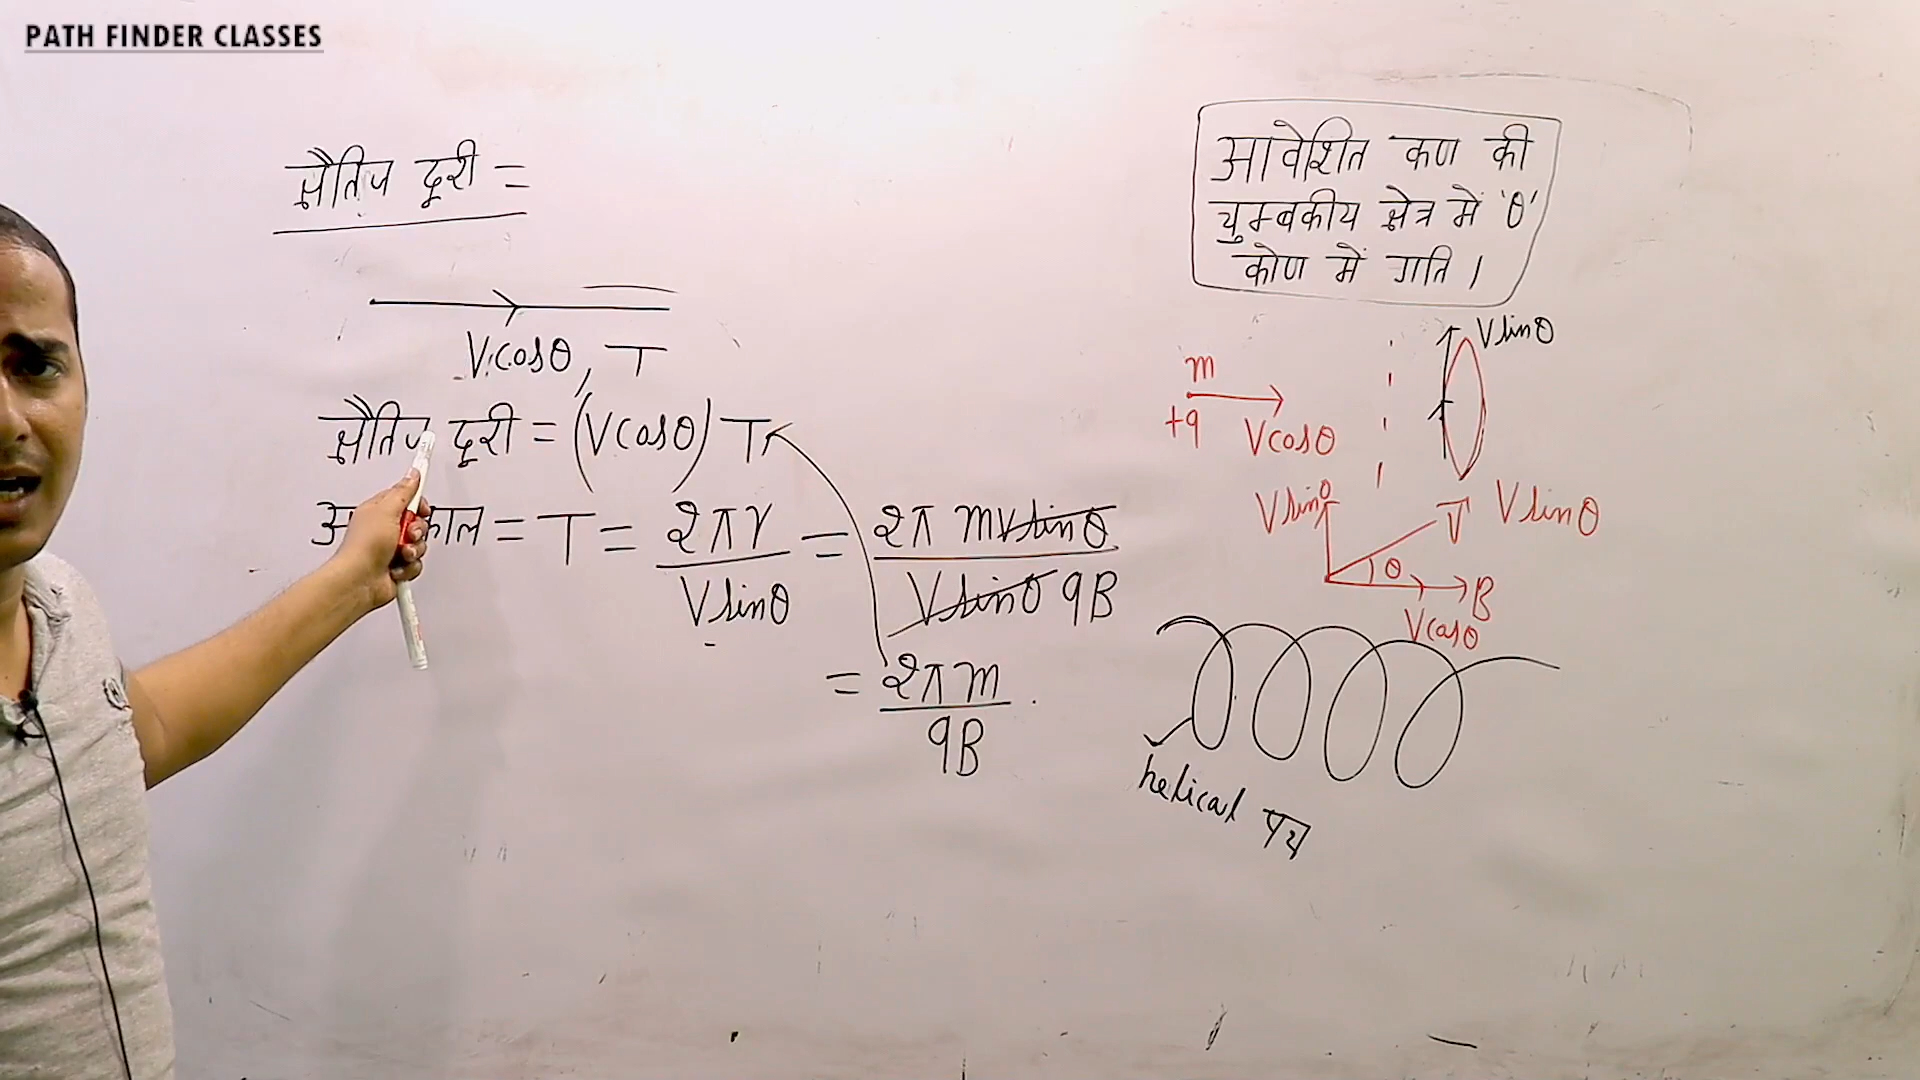 PATH FINDER CLASSES
क्षैतिज दूरी =
Vcosθ, T
क्षैतिज दूरी = (Vcosθ) T
काल = T = 2πr / Vsinθ = 2π mvsinθ / Vsinθ qB
= 2πm / qB
आवेशित कण की
चुम्बकीय क्षेत्र में 'θ'
कोण में गति ।
Vsinθ
m
+q
Vcosθ
Vsinθ
V
Vsinθ
θ
B
Vcosθ
helical पथ